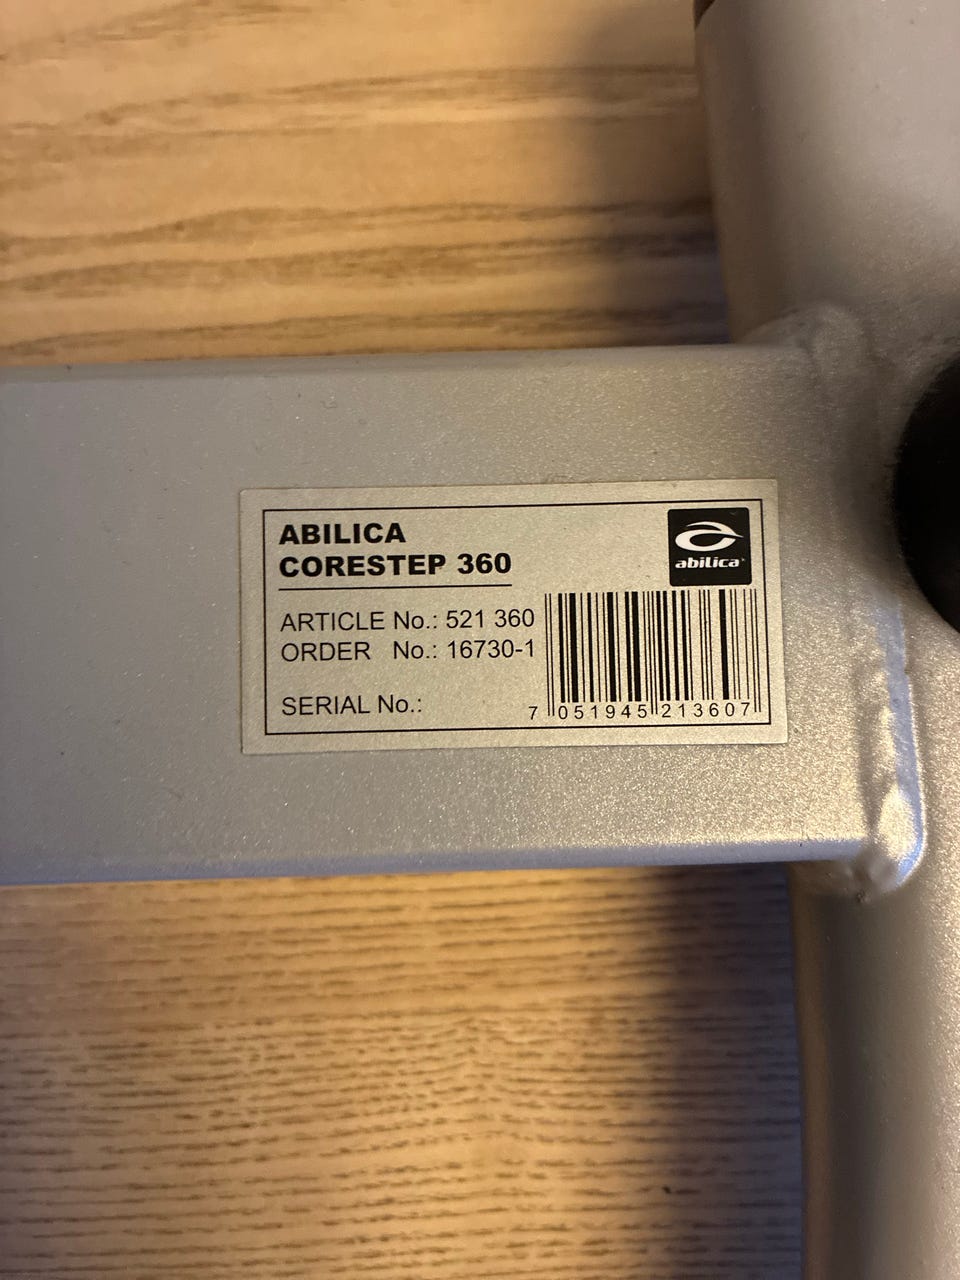 ABILICA
CORESTEP 360
abilica
ARTICLE No.: 521 360
ORDER No.: 16730-1
SERIAL No.:
7 051945 213607